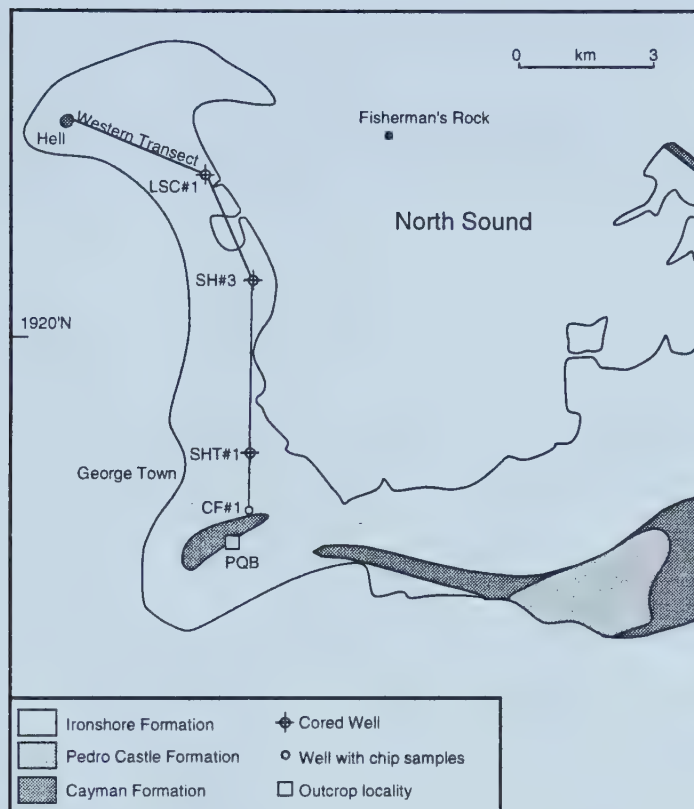 0 km 3
Western Transect
Hell
Fisherman's Rock
LSC#1
North Sound
SH#3
1920'N
SHT#1
George Town
CF#1
PQB
Ironshore Formation
Cored Well
Pedro Castle Formation
Well with chip samples
Cayman Formation
Outcrop locality